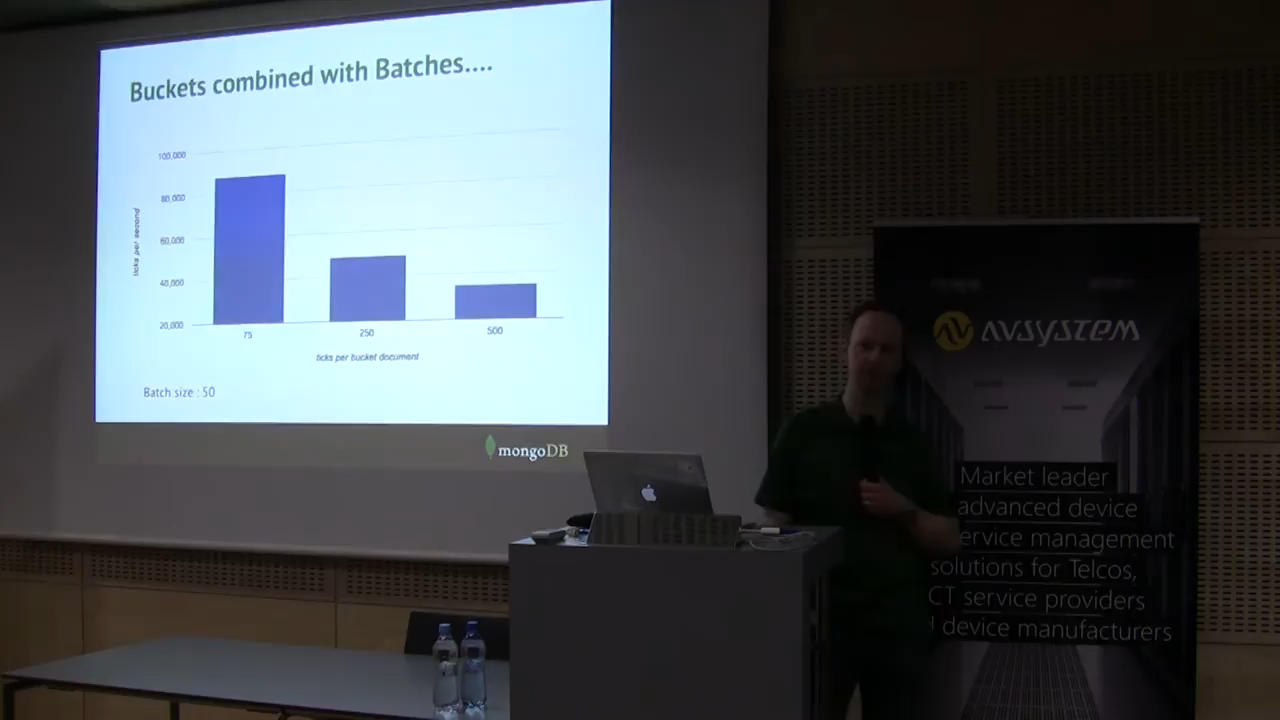 Buckets combined with Batches....
100,000
80,000
60,000
40,000
20,000
ticks per second
75
250
500
ticks per bucket document
Batch size : 50
mongoDB
AVSYSTEM
Market leader
advanced device
service management
solutions for Telcos,
CT service providers
device manufacturers